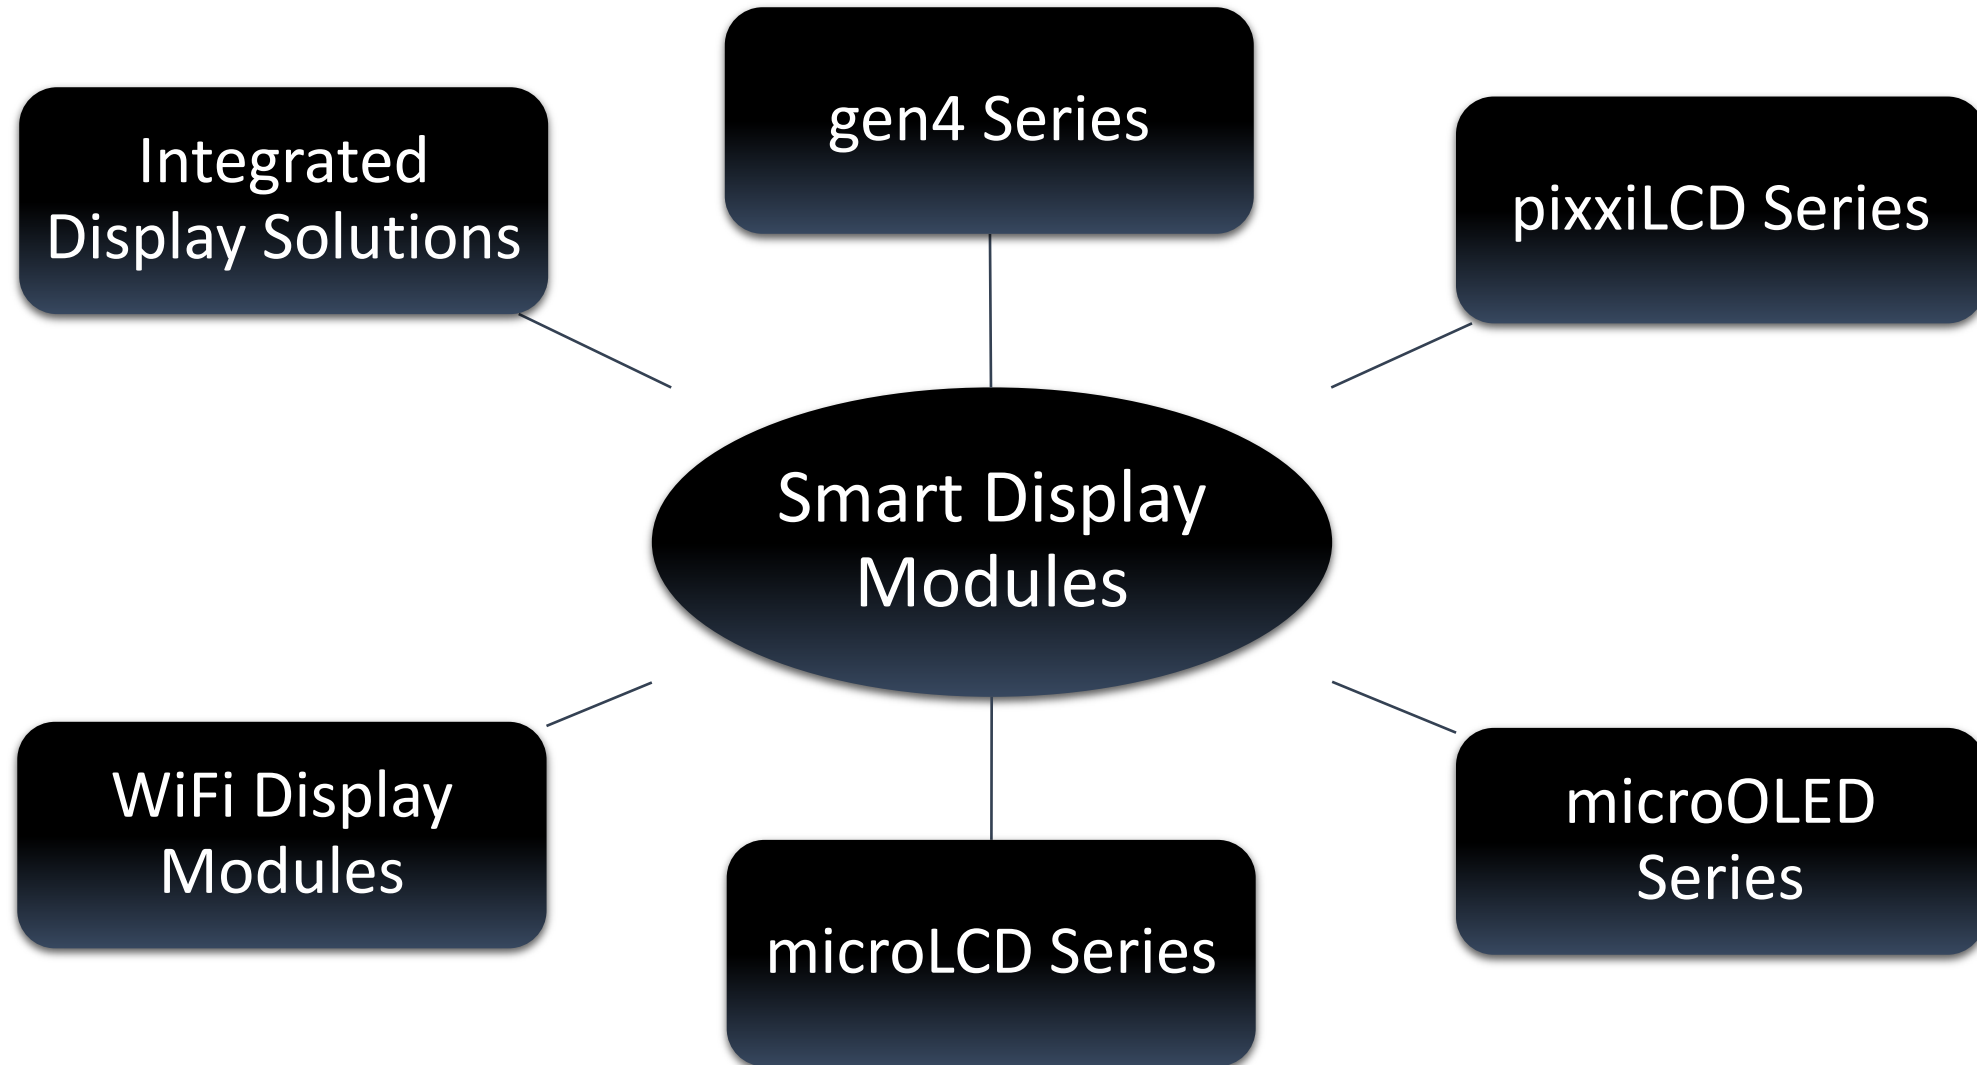 gen4 Series
Integrated
Display Solutions
pixxiLCD Series
Smart Display
Modules
WiFi Display
Modules
microOLED
Series
microLCD Series